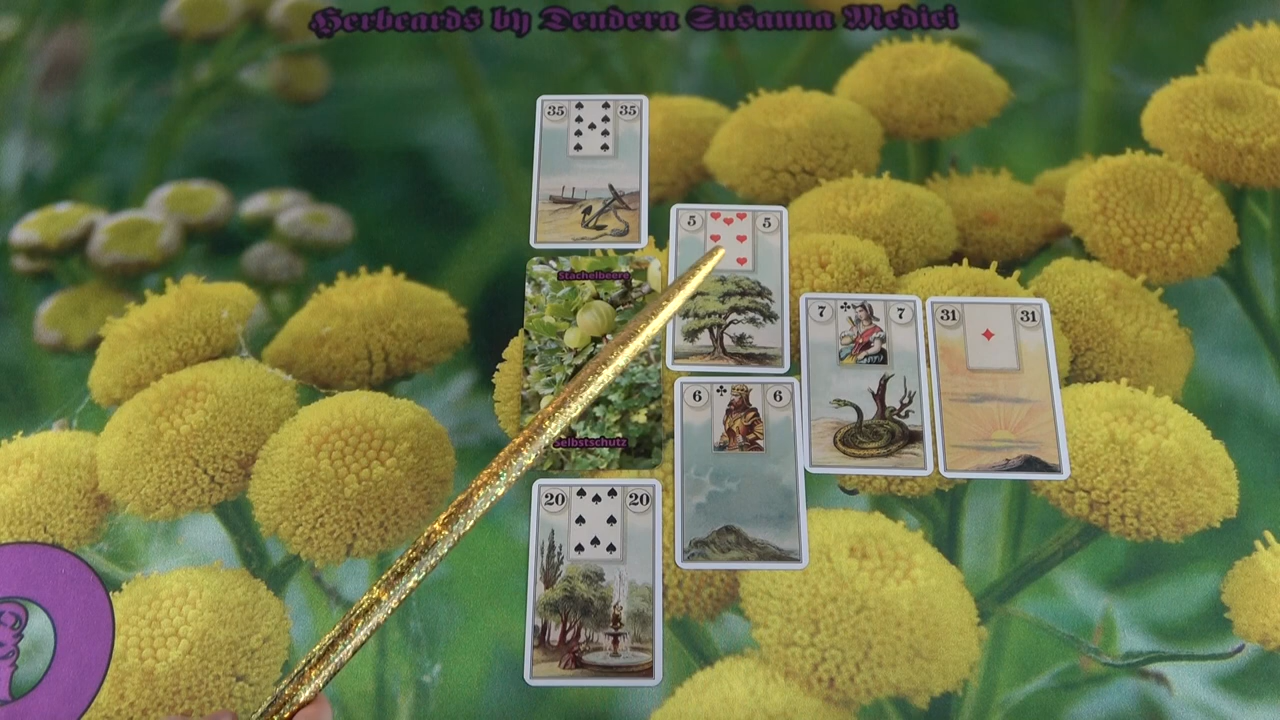 Herbcards by Dendera Susanna Medici
35 35
5 5
Stachelbeere
7 7
31 31
6 6
Selbstschutz
20 20